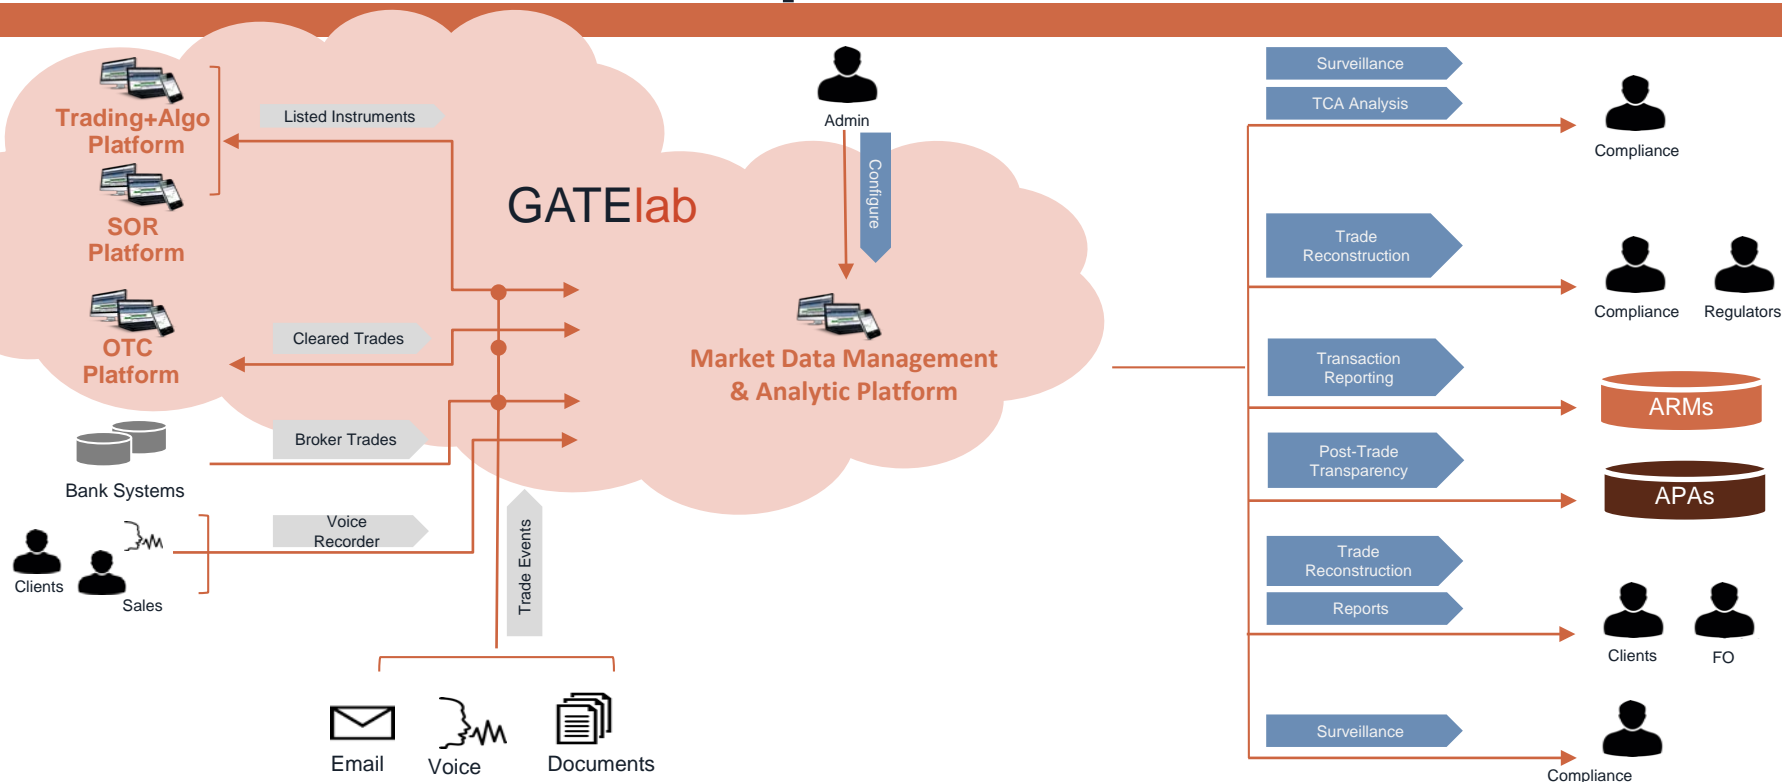 Trading+Algo
Platform
SOR
Platform
OTC
Platform
Listed Instruments
Cleared Trades
Broker Trades
Voice
Recorder
Bank Systems
Clients
Sales
Trade Events
Email
Voice
Documents
GATElab
Admin
Configure
Market Data Management
& Analytic Platform
Surveillance
TCA Analysis
Compliance
Trade
Reconstruction
Compliance
Regulators
Transaction
Reporting
ARMs
Post-Trade
Transparency
APAs
Trade
Reconstruction
Reports
Clients
FO
Surveillance
Compliance